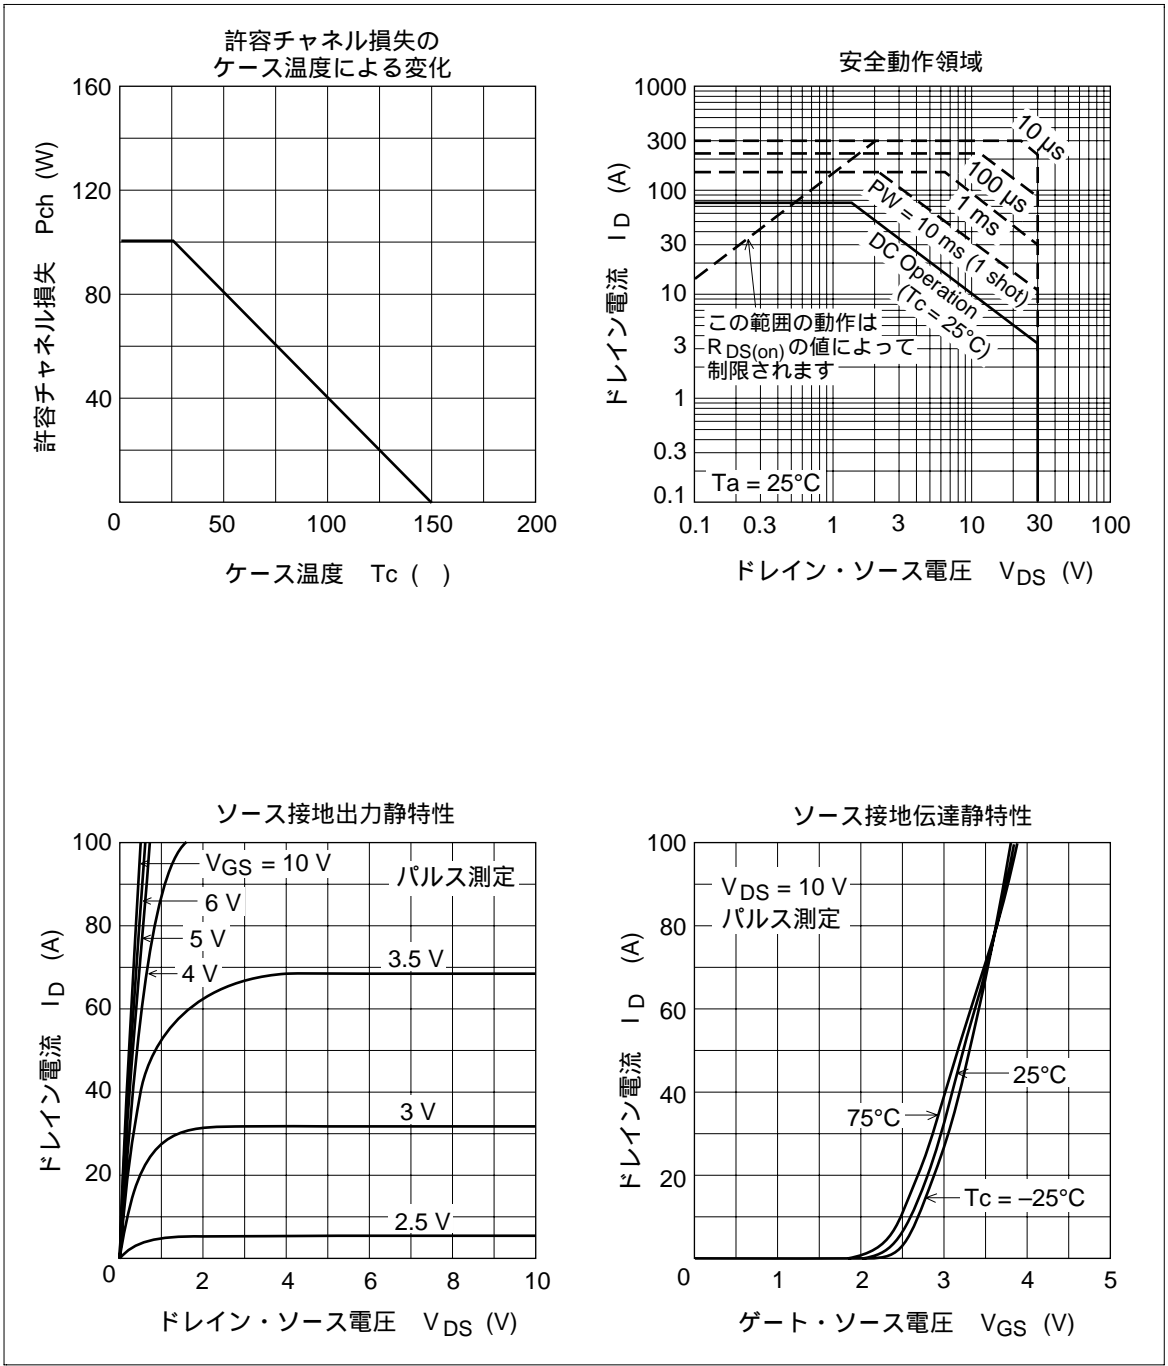 許容チャネル損失の
ケース温度による変化
許容チャネル損失 Pch (W)
160
120
80
40
0 50 100 150 200
ケース温度 Tc ( )
安全動作領域
ドレイン電流 ID (A)
1000
300
100
30
10
3
1
0.3
0.1
10 μs
100 μs
1 ms
PW = 10 ms (1 shot)
DC Operation
(Tc = 25°C)
この範囲の動作は
RDS(on)の値によって
制限されます
Ta = 25°C
0.1 0.3 1 3 10 30 100
ドレイン・ソース電圧 VDS (V)
ソース接地出力静特性
ドレイン電流 ID (A)
100
80
60
40
20
VGS = 10 V
6 V
5 V
4 V
パルス測定
3.5 V
3 V
2.5 V
0 2 4 6 8 10
ドレイン・ソース電圧 VDS (V)
ソース接地伝達静特性
ドレイン電流 ID (A)
100
80
60
40
20
VDS = 10 V
パルス測定
25°C
75°C
Tc = –25°C
0 1 2 3 4 5
ゲート・ソース電圧 VGS (V)